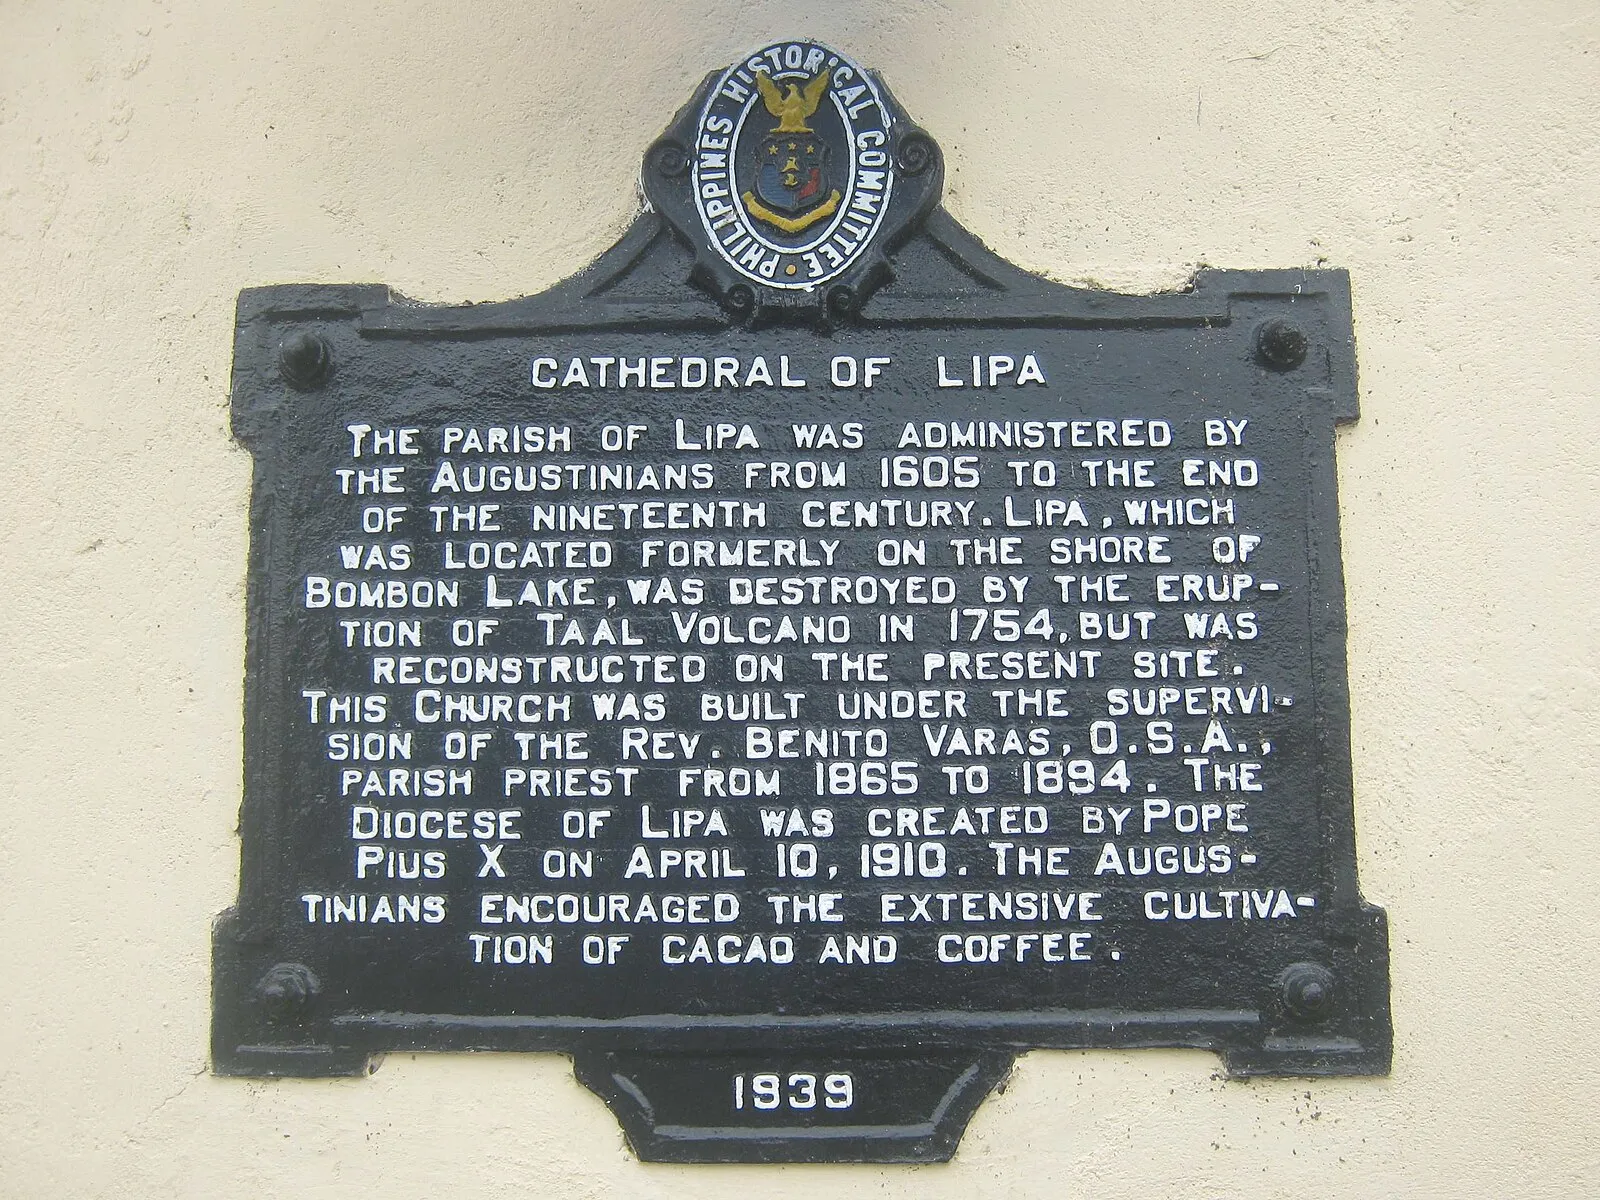 PHILIPPINES HISTORICAL COMMITTEE
CATHEDRAL OF LIPA
THE PARISH OF LIPA WAS ADMINISTERED BY
THE AUGUSTINIANS FROM 1605 TO THE END
OF THE NINETEENTH CENTURY. LIPA, WHICH
WAS LOCATED FORMERLY ON THE SHORE OF
BOMBON LAKE, WAS DESTROYED BY THE ERUP-
TION OF TAAL VOLCANO IN 1754, BUT WAS
RECONSTRUCTED ON THE PRESENT SITE.
THIS CHURCH WAS BUILT UNDER THE SUPERVI-
SION OF THE REV. BENITO VARAS, O.S.A.,
PARISH PRIEST FROM 1865 TO 1894. THE
DIOCESE OF LIPA WAS CREATED BY POPE
PIUS X ON APRIL 10, 1910. THE AUGUS-
TINIANS ENCOURAGED THE EXTENSIVE CULTIVA-
TION OF CACAO AND COFFEE.
1939